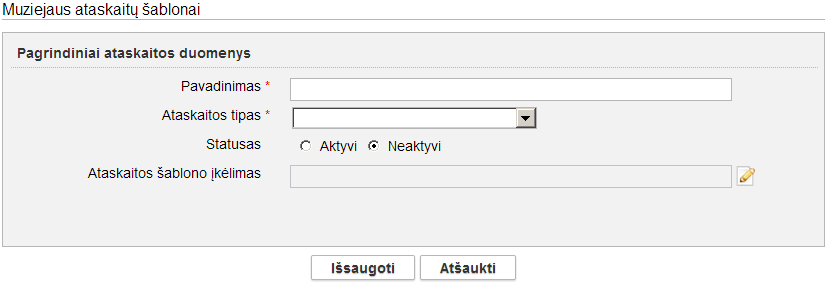 Muziejaus ataskaitų šablonai
Pagrindiniai ataskaitos duomenys
Pavadinimas *
Ataskaitos tipas *
Statusas Aktyvi Neaktyvi
Ataskaitos šablono įkėlimas
Išsaugoti Atšaukti